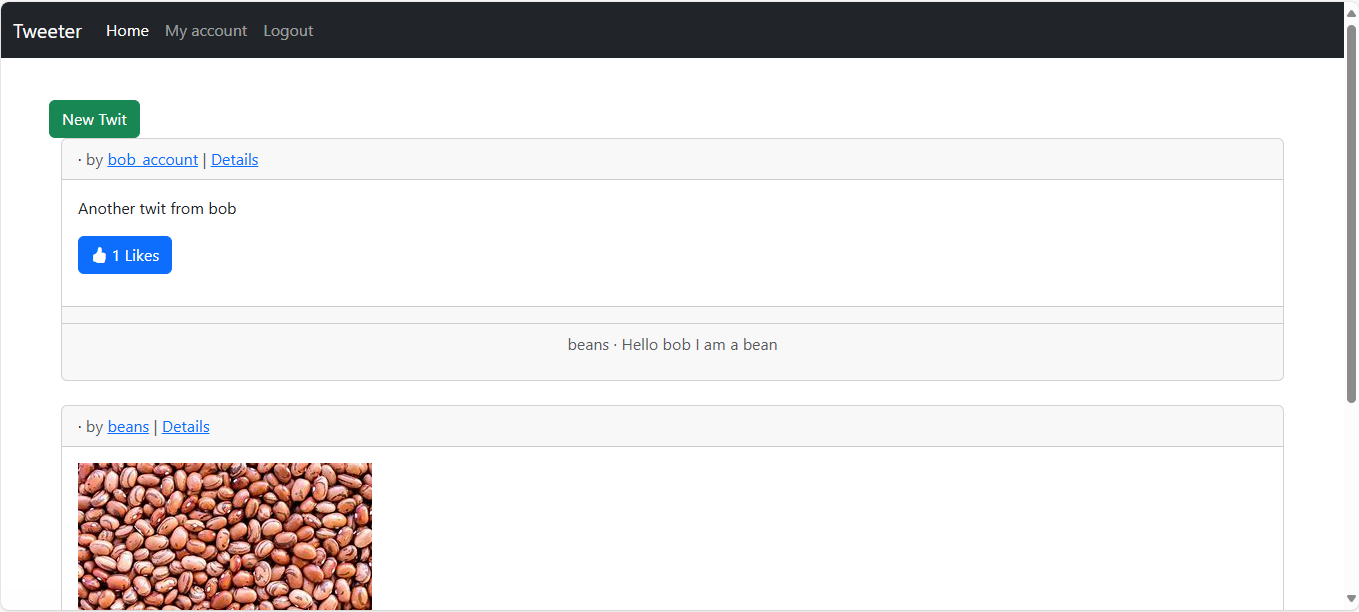 Tweeter Home My account Logout
New Twit
· by bob_account | Details
Another twit from bob
1 Likes
beans · Hello bob I am a bean
· by beans | Details